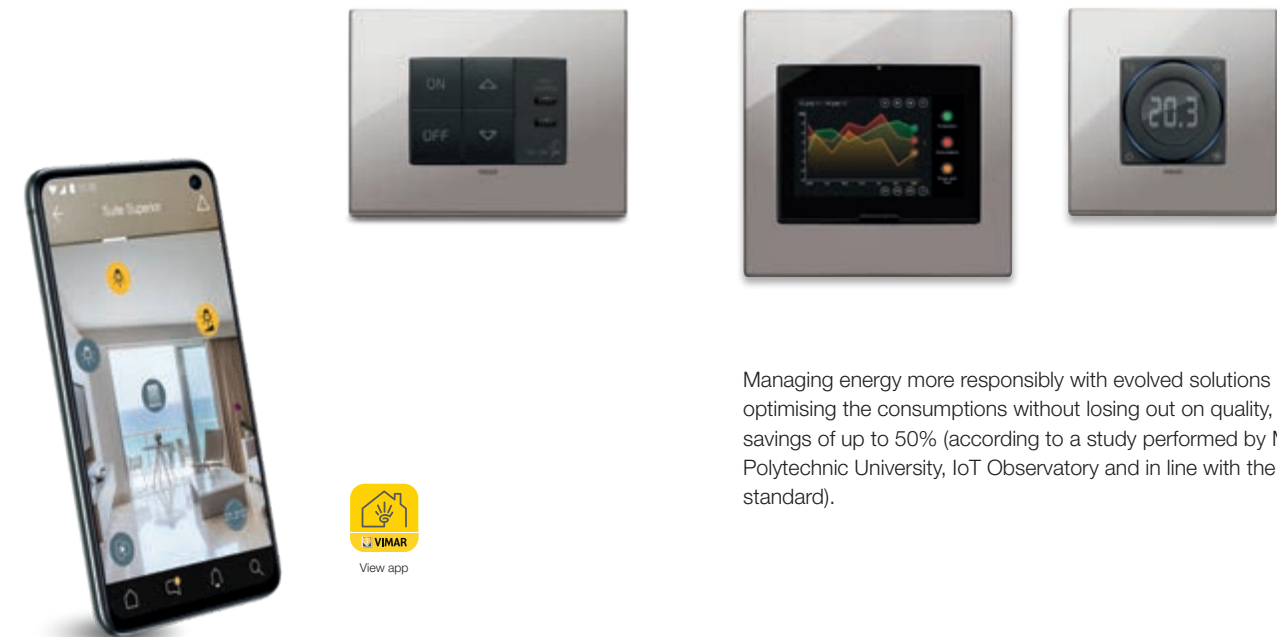 Suite Superior
ON
OFF
20.3
VIMAR
View app
Managing energy more responsibly with evolved solutions
optimising the consumptions without losing out on quality,
savings of up to 50% (according to a study performed by
Polytechnic University, IoT Observatory and in line with the
standard).